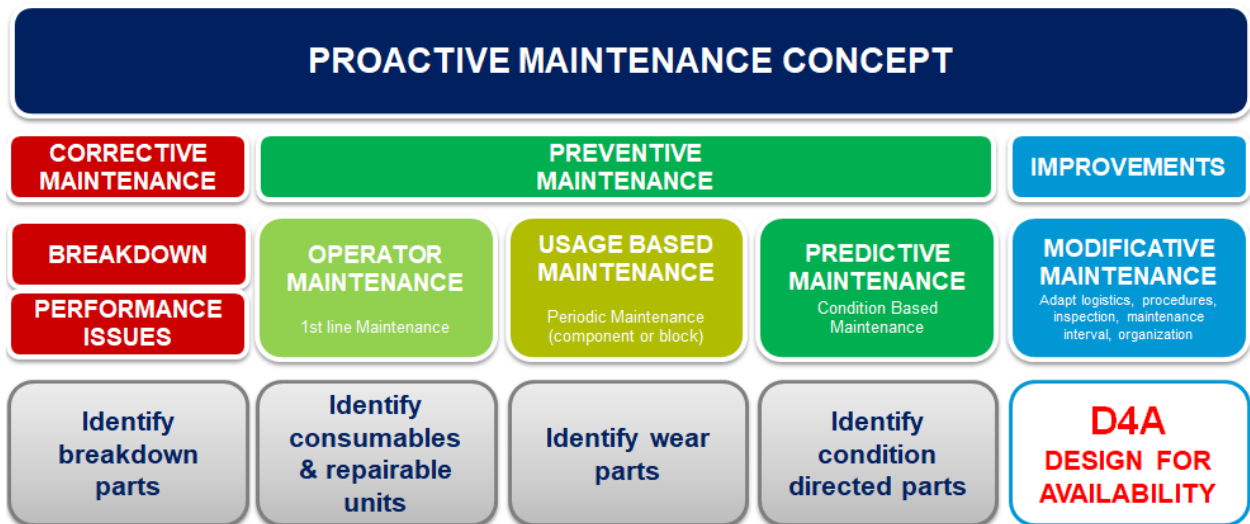 PROACTIVE MAINTENANCE CONCEPT
CORRECTIVE
MAINTENANCE
PREVENTIVE
MAINTENANCE
IMPROVEMENTS
BREAKDOWN
PERFORMANCE
ISSUES
OPERATOR
MAINTENANCE
1st line Maintenance
USAGE BASED
MAINTENANCE
Periodic Maintenance
(component or block)
PREDICTIVE
MAINTENANCE
Condition Based
Maintenance
MODIFICATIVE
MAINTENANCE
Adapt logistics, procedures,
inspection, maintenance
interval, organization
Identify
breakdown
parts
Identify
consumables
& repairable
units
Identify wear
parts
Identify
condition
directed parts
D4A
DESIGN FOR
AVAILABILITY